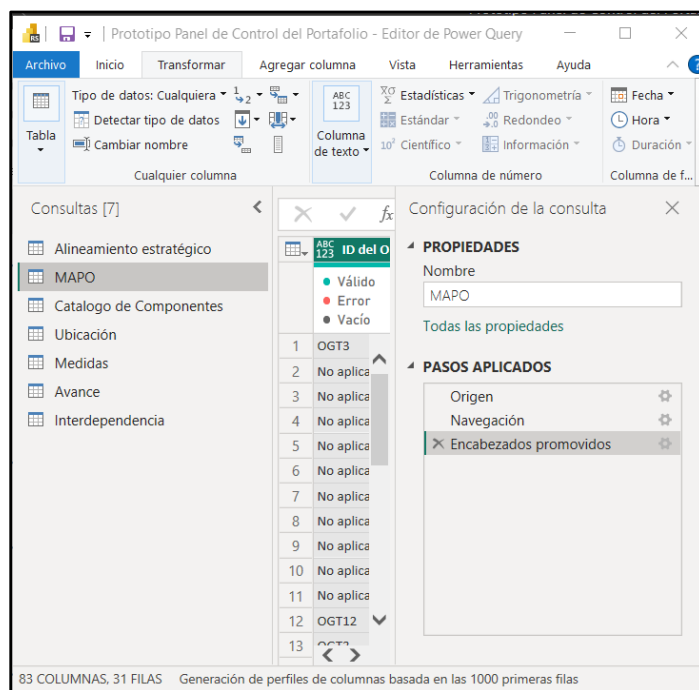 Prototipo Panel de Control del Portafolio - Editor de Power Query
Archivo Inicio Transformar Agregar columna Vista Herramientas Ayuda
Tabla
Tipo de datos: Cualquiera
Detectar tipo de datos
Cambiar nombre
Cualquier columna
ABC
123
Columna
de texto
Estadísticas
Estándar
Científico
Trigonometría
Redondeo
Información
Columna de número
Fecha
Hora
Duración
Columna de f...
Consultas [7]
Alineamiento estratégico
MAPO
Catalogo de Componentes
Ubicación
Medidas
Avance
Interdependencia
fx
ABC
123 ID del O
Válido
Error
Vacío
1 OGT3
2 No aplica
3 No aplica
4 No aplica
5 No aplica
6 No aplica
7 No aplica
8 No aplica
9 No aplica
10 No aplica
11 No aplica
12 OGT12
13
Configuración de la consulta
PROPIEDADES
Nombre
MAPO
Todas las propiedades
PASOS APLICADOS
Origen
Navegación
Encabezados promovidos
83 COLUMNAS, 31 FILAS Generación de perfiles de columnas basada en las 1000 primeras filas